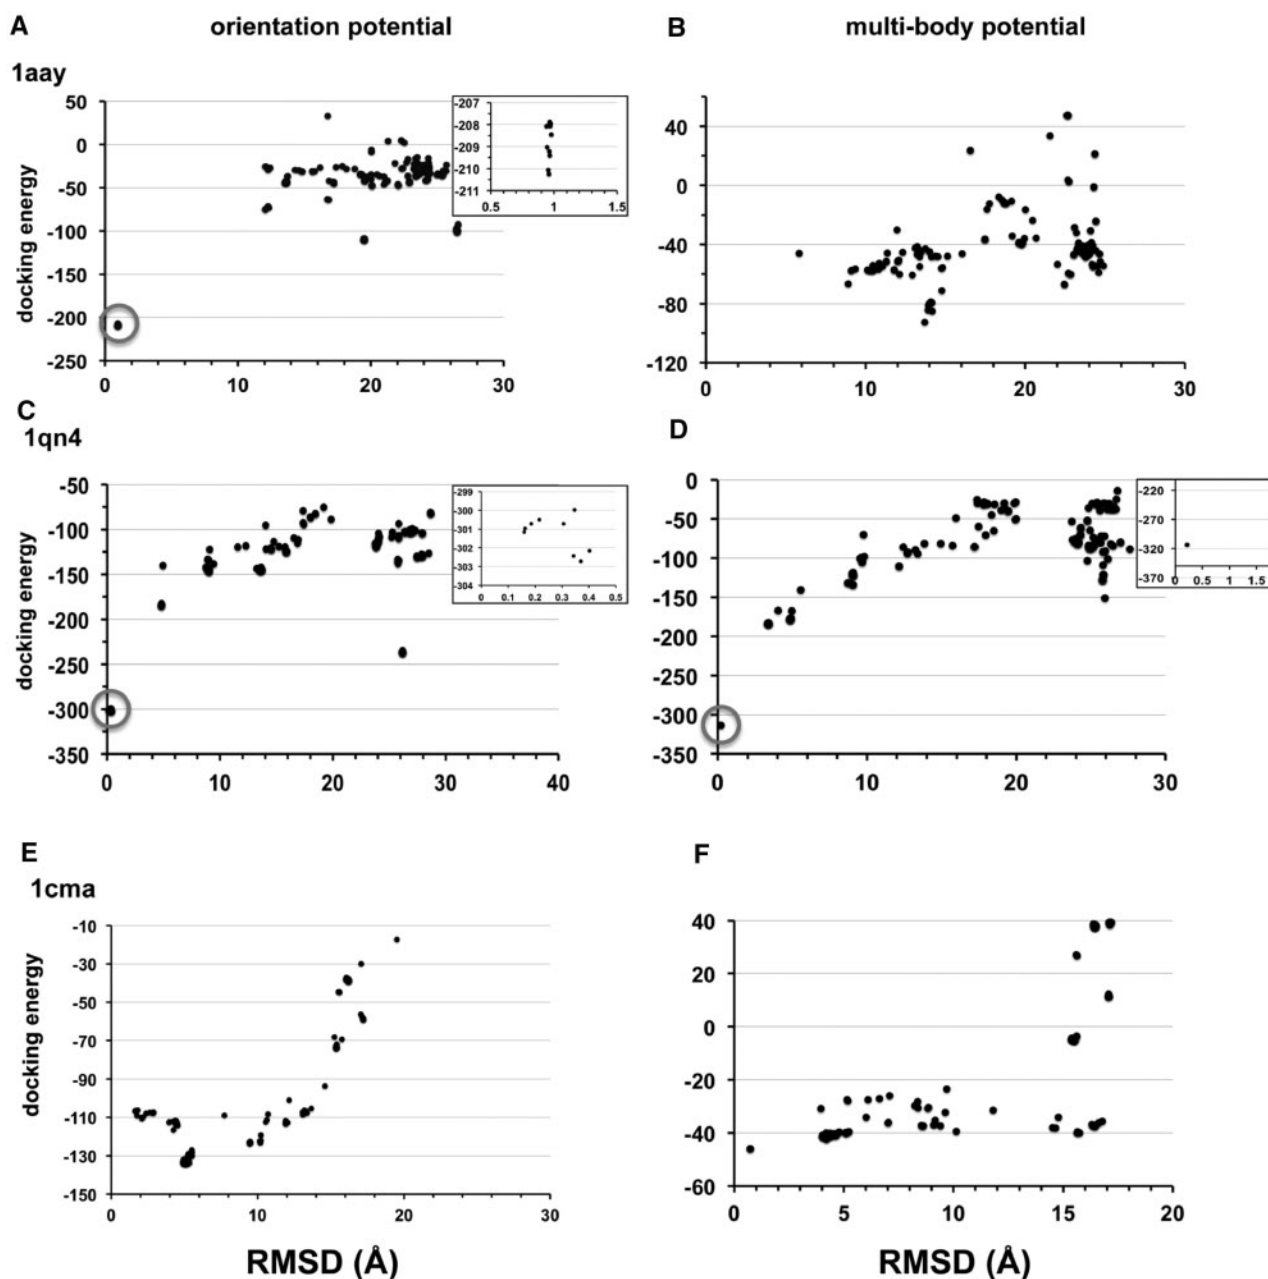 A
orientation potential
B
multi-body potential
1aay
docking energy
50
0
-50
-100
-150
-200
-250
0 10 20 30
-207
-208
-209
-210
-211
0.5 1 1.5
40
0
-40
-80
-120
0 10 20 30
C
1qn4
D
docking energy
-50
-100
-150
-200
-250
-300
-350
0 10 20 30 40
-299
-300
-301
-302
-303
-304
0 0.1 0.2 0.3 0.4 0.5
0
-50
-100
-150
-200
-250
-300
-350
0 10 20 30
-220
-270
-320
-370
0 0.5 1 1.5
E
1cma
F
docking energy
-10
-30
-50
-70
-90
-110
-130
-150
0 10 20 30
RMSD (Å)
40
20
0
-20
-40
-60
0 5 10 15 20
RMSD (Å)